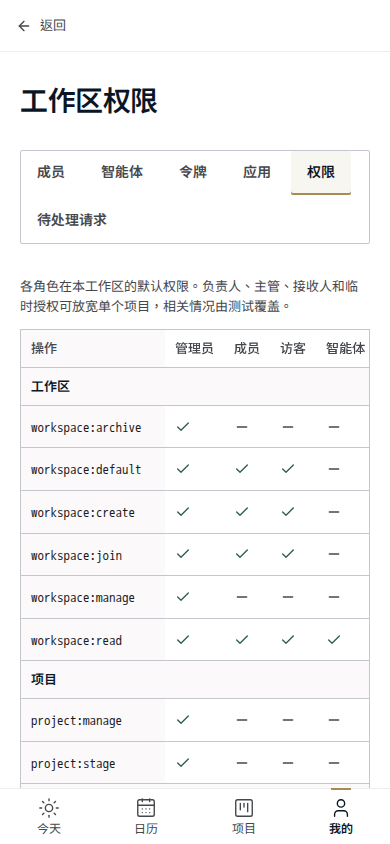 返回
工作区权限
成员 智能体 令牌 应用 权限
待处理请求
各角色在本工作区的默认权限。负责人、主管、接收人和临
时授权可放宽单个项目，相关情况由测试覆盖。
操作 管理员 成员 访客 智能体
工作区
workspace:archive ✓ — — —
workspace:default ✓ ✓ ✓ —
workspace:create ✓ ✓ ✓ —
workspace:join ✓ ✓ ✓ —
workspace:manage ✓ — — —
workspace:read ✓ ✓ ✓ ✓
项目
project:manage ✓ — — —
project:stage ✓ — — —
今天 日历 项目 我的